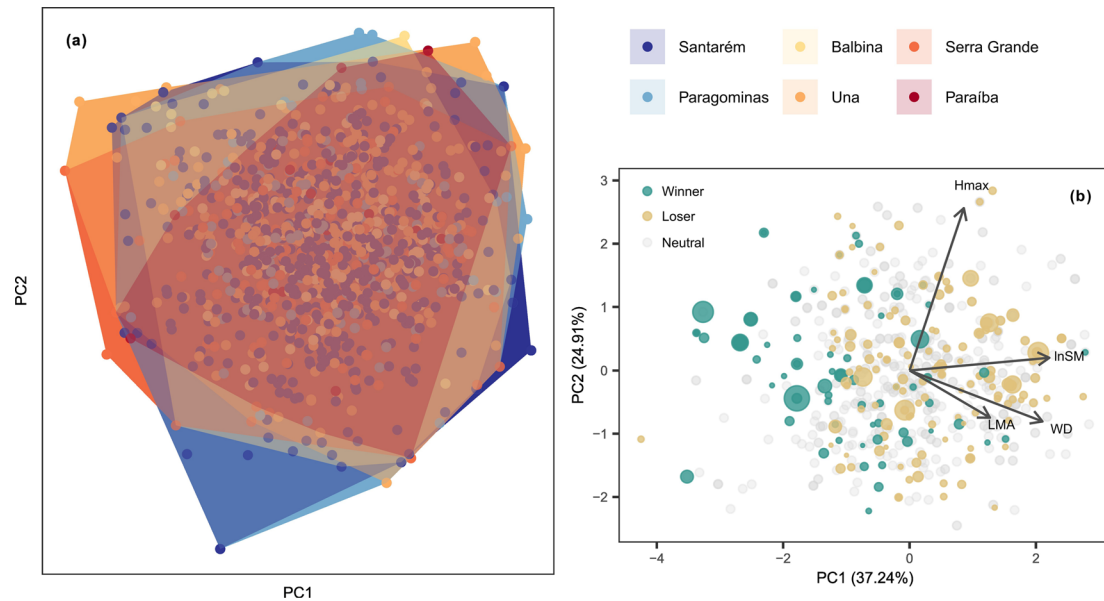 (a)
PC2
PC1
Santarém
Balbina
Serra Grande
Paragominas
Una
Paraíba
(b)
Winner
Loser
Neutral
Hmax
lnSM
LMA
WD
3
2
1
0
−1
−2
−4
−2
0
2
PC2 (24.91%)
PC1 (37.24%)